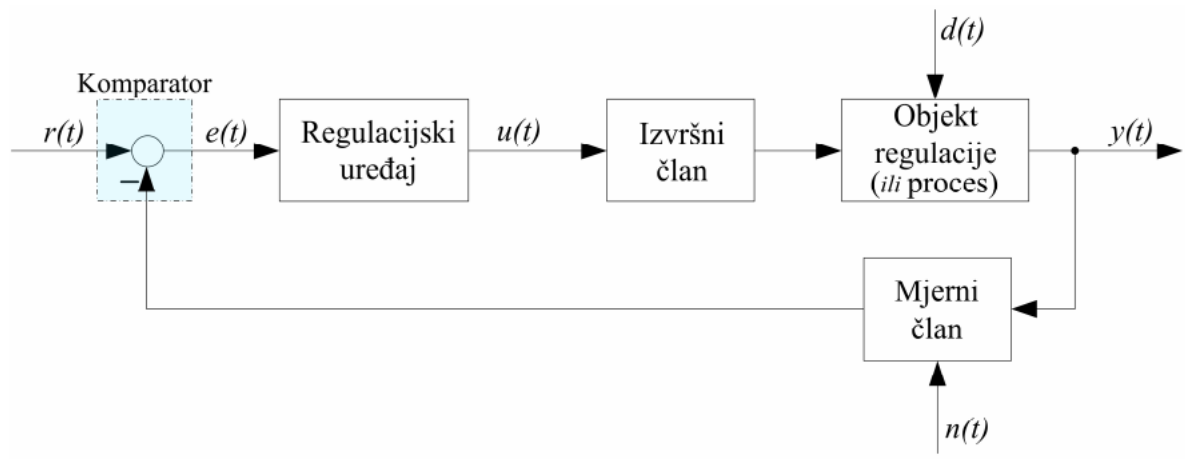 d(t)
Komparator
r(t)
e(t)
Regulacijski
uređaj
u(t)
Izvršni
član
Objekt
regulacije
(ili proces)
y(t)
–
Mjerni
član
n(t)